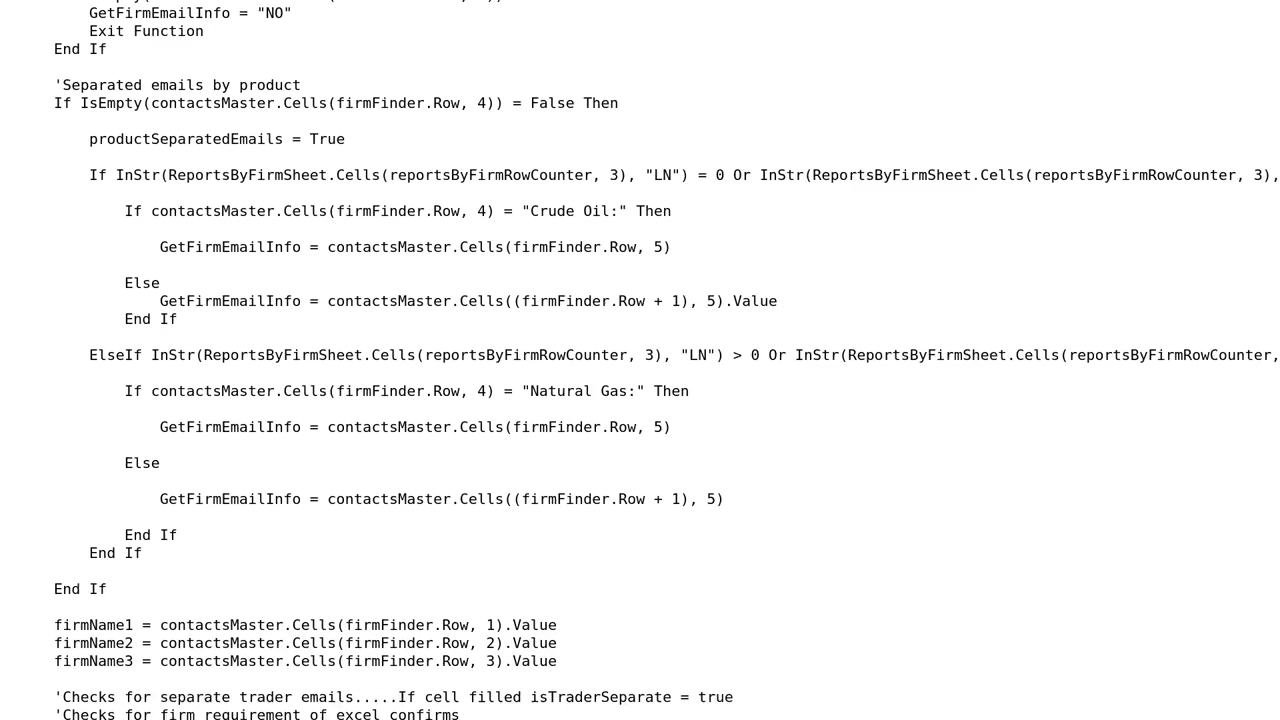 GetFirmEmailInfo = "NO"
Exit Function
End If
'Separated emails by product
If IsEmpty(contactsMaster.Cells(firmFinder.Row, 4)) = False Then
productSeparatedEmails = True
If InStr(ReportsByFirmSheet.Cells(reportsByFirmRowCounter, 3), "LN") = 0 Or InStr(ReportsByFirmSheet.Cells(reportsByFirmRowCounter, 3),
If contactsMaster.Cells(firmFinder.Row, 4) = "Crude Oil:" Then
GetFirmEmailInfo = contactsMaster.Cells(firmFinder.Row, 5)
Else
GetFirmEmailInfo = contactsMaster.Cells((firmFinder.Row + 1), 5).Value
End If
ElseIf InStr(ReportsByFirmSheet.Cells(reportsByFirmRowCounter, 3), "LN") > 0 Or InStr(ReportsByFirmSheet.Cells(reportsByFirmRowCounter,
If contactsMaster.Cells(firmFinder.Row, 4) = "Natural Gas:" Then
GetFirmEmailInfo = contactsMaster.Cells(firmFinder.Row, 5)
Else
GetFirmEmailInfo = contactsMaster.Cells((firmFinder.Row + 1), 5)
End If
End If
End If
firmName1 = contactsMaster.Cells(firmFinder.Row, 1).Value
firmName2 = contactsMaster.Cells(firmFinder.Row, 2).Value
firmName3 = contactsMaster.Cells(firmFinder.Row, 3).Value
'Checks for separate trader emails.....If cell filled isTraderSeparate = true
'Checks for firm requirement of excel confirms